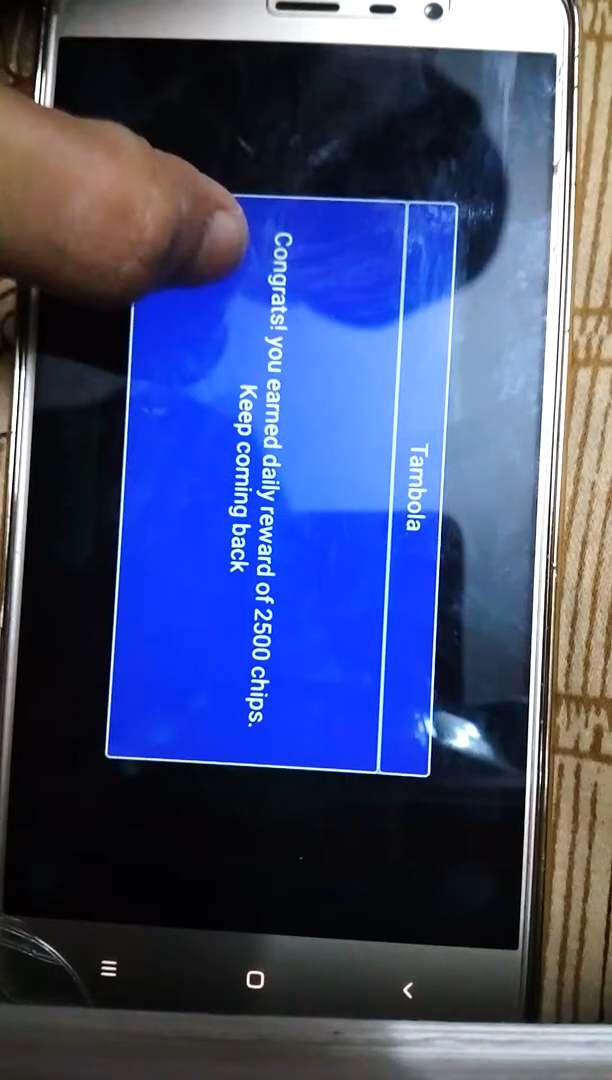 Tambola
Congrats! you earned daily reward of 2500 chips.
Keep coming back